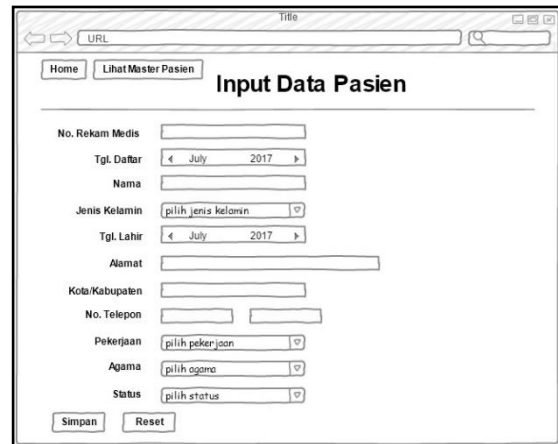 Title
URL
Home Lihat Master Pasien
Input Data Pasien
No. Rekam Medis
Tgl. Daftar July 2017
Nama
Jenis Kelamin pilih jenis kelamin
Tgl. Lahir July 2017
Alamat
Kota/Kabupaten
No. Telepon
Pekerjaan pilih pekerjaan
Agama pilih agama
Status pilih status
Simpan Reset